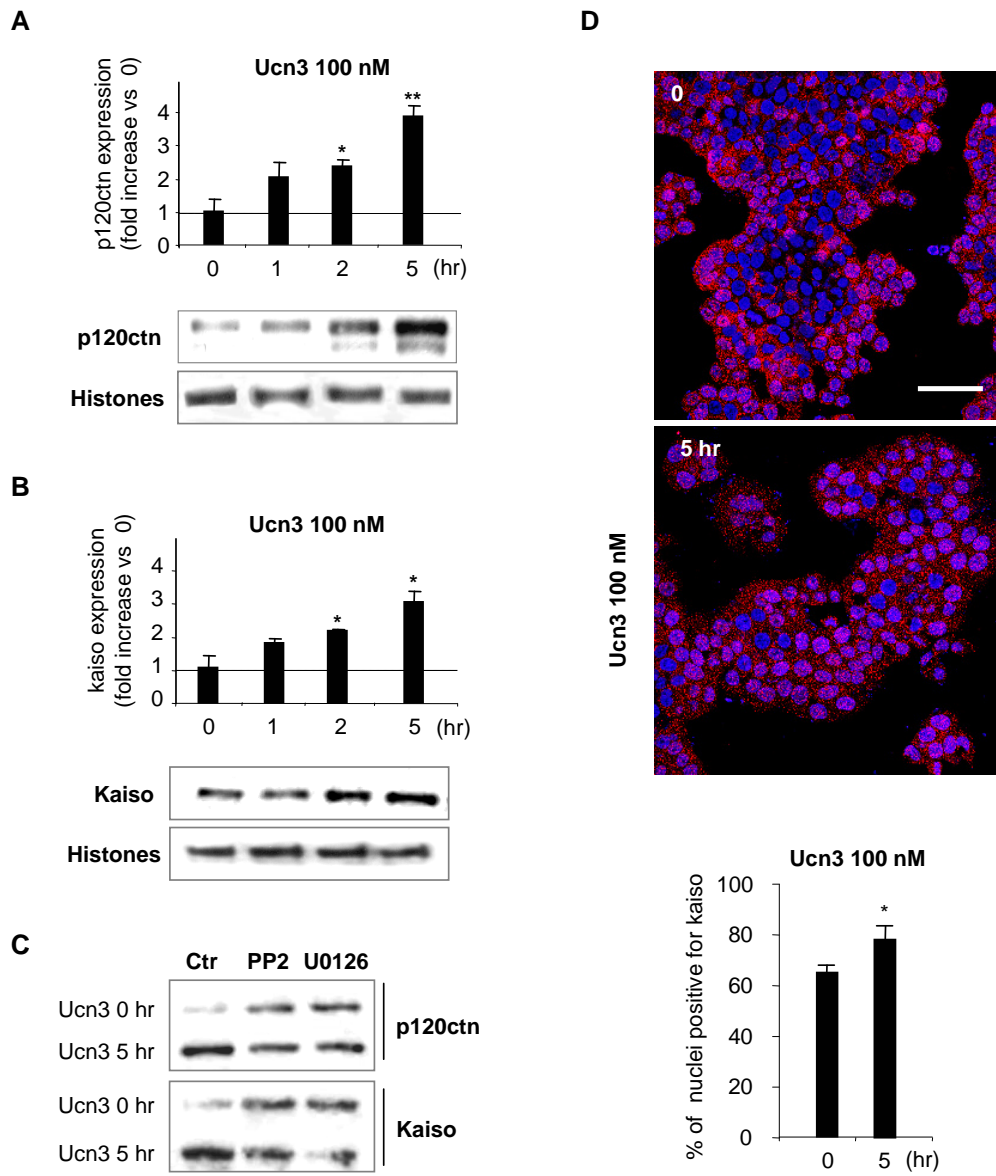 A
Ucn3 100 nM
p120ctn expression
(fold increase vs 0)
4
3
2
1
0
*
**
0 1 2 5 (hr)
p120ctn
Histones
B
Ucn3 100 nM
kaiso expression
(fold increase vs 0)
4
3
2
1
0
*
*
0 1 2 5 (hr)
Kaiso
Histones
C
Ctr PP2 U0126
Ucn3 0 hr
Ucn3 5 hr
p120ctn
Ucn3 0 hr
Ucn3 5 hr
Kaiso
D
0
5 hr
Ucn3 100 nM
Ucn3 100 nM
% of nuclei positive for kaiso
100
80
60
40
20
0
*
0 5 (hr)